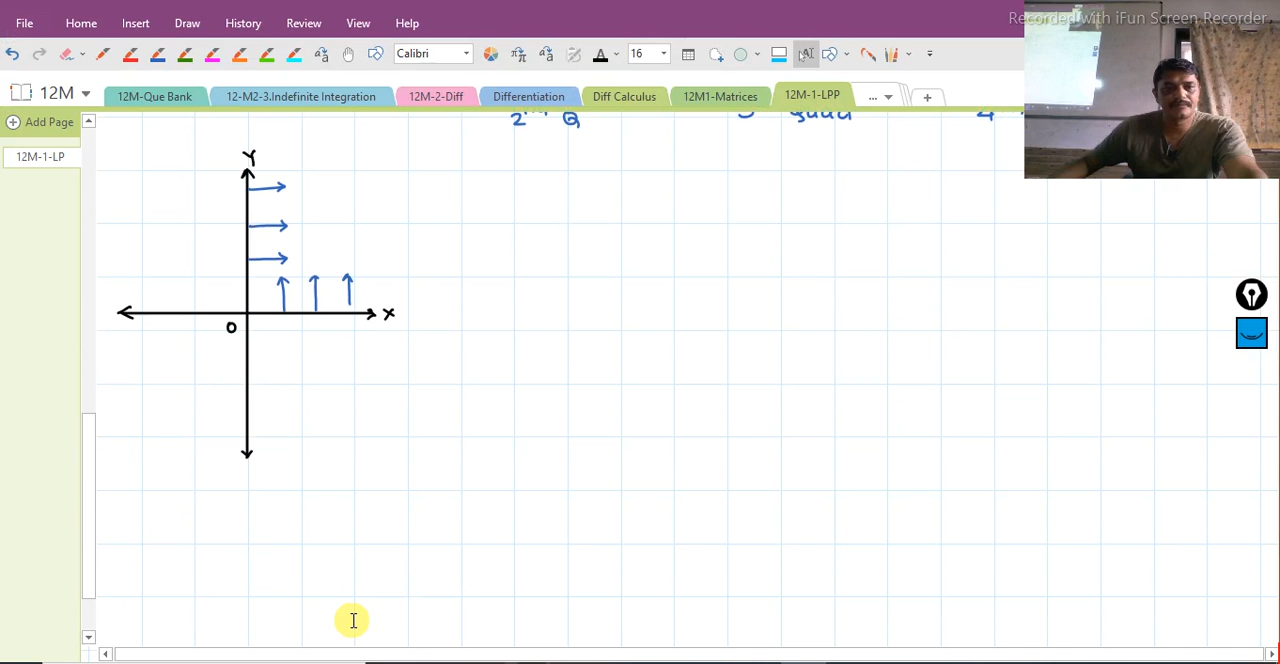 File Home Insert Draw History Review View Help
Recorded with iFun Screen Recorder
Calibri 16
12M 12M-Que Bank 12-M2-3.Indefinite Integration 12M-2-Diff Differentiation Diff Calculus 12M1-Matrices 12M-1-LPP ...
Add Page
12M-1-LP
2nd Q
Y
X
O